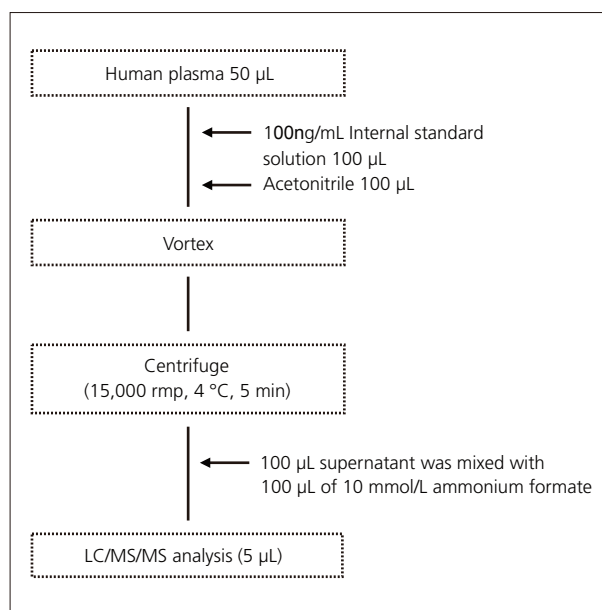 Human plasma 50 µL
100ng/mL Internal standard
solution 100 µL
Acetonitrile 100 µL
Vortex
Centrifuge
(15,000 rmp, 4 °C, 5 min)
100 µL supernatant was mixed with
100 µL of 10 mmol/L ammonium formate
LC/MS/MS analysis (5 µL)